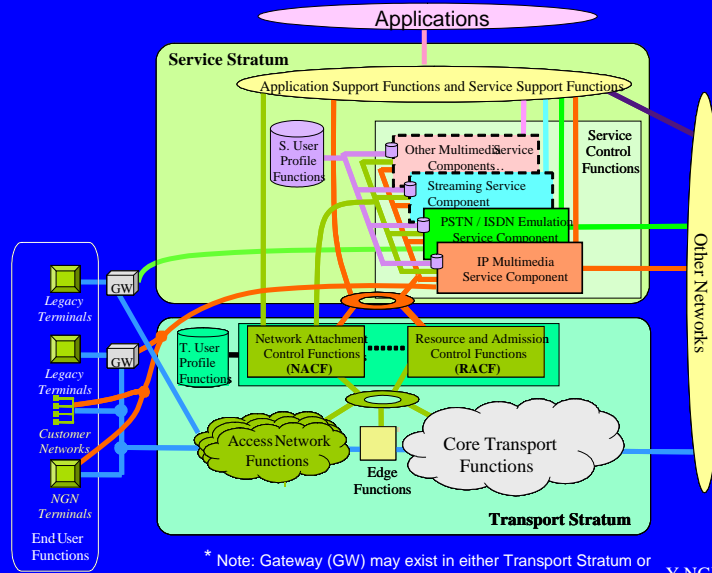 Applications
Service Stratum
Application Support Functions and Service Support Functions
S. User
Profile
Functions
Service
Control
Functions
Other Multimedia Service
Components..
Streaming Service
Component
PSTN / ISDN Emulation
Service Component
IP Multimedia
Service Component
Other Networks
GW
Legacy
Terminals
GW
Legacy
Terminals
Customer
Networks
NGN
Terminals
End User
Functions
T. User
Profile
Functions
Network Attachment
Control Functions
(NACF)
Resource and Admission
Control Functions
(RACF)
Access Network
Functions
Edge
Functions
Core Transport
Functions
Transport Stratum
* Note: Gateway (GW) may exist in either Transport Stratum or